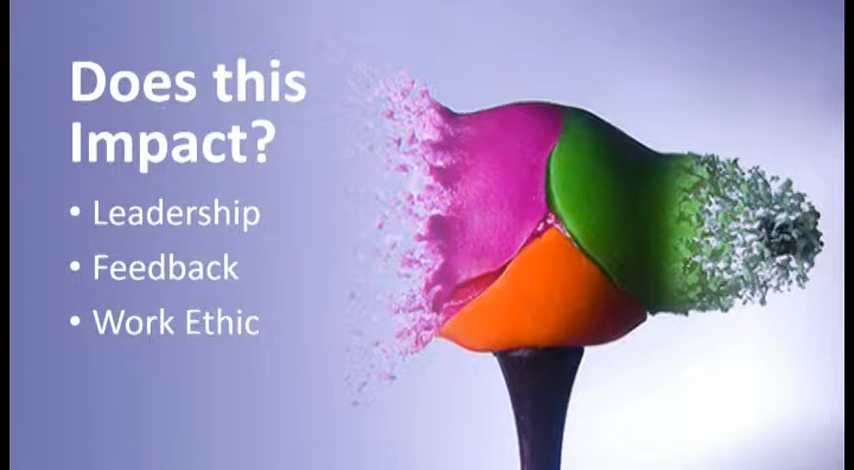 Does this
Impact?
• Leadership
• Feedback
• Work Ethic